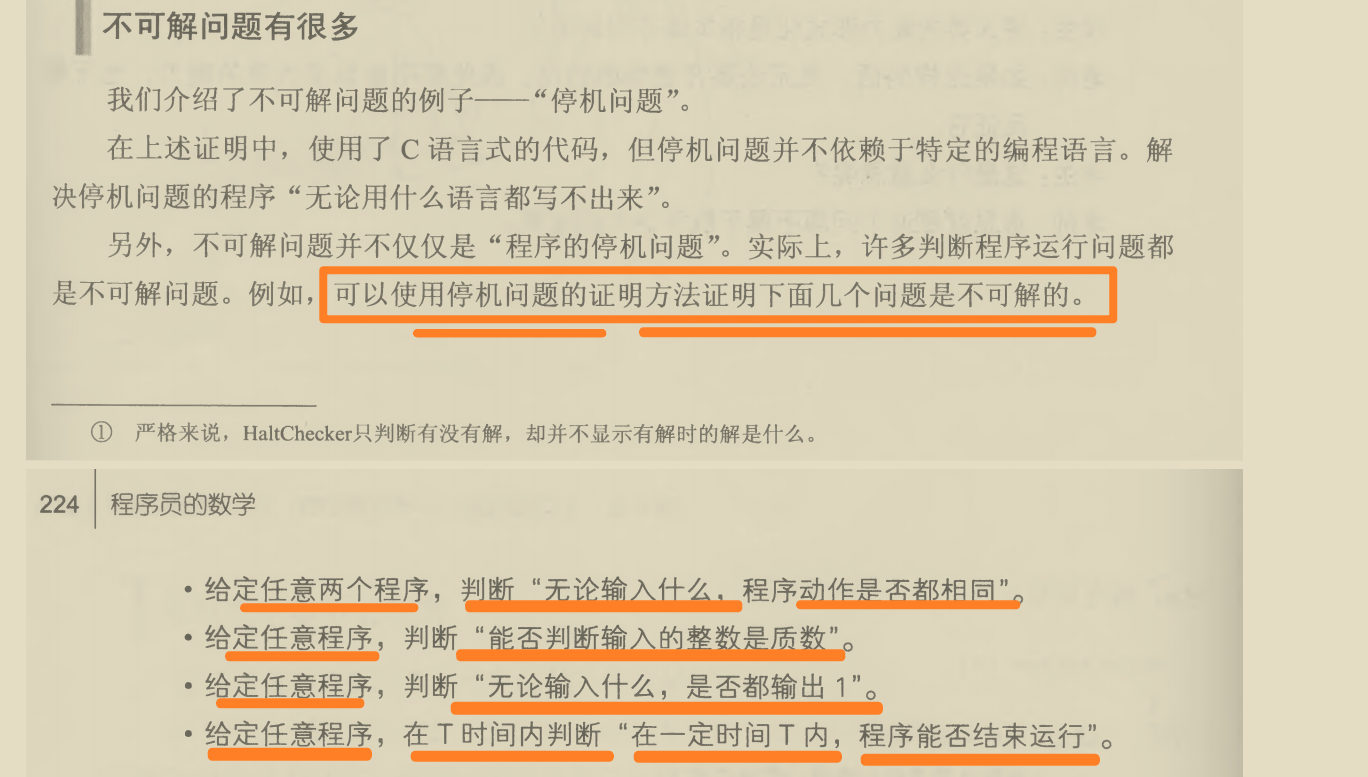 不可解问题有很多
我们介绍了不可解问题的例子——“停机问题”。
在上述证明中，使用了 C 语言式的代码，但停机问题并不依赖于特定的编程语言。解
决停机问题的程序“无论用什么语言都写不出来”。
另外，不可解问题并不仅仅是“程序的停机问题”。实际上，许多判断程序运行问题都
是不可解问题。例如，可以使用停机问题的证明方法证明下面几个问题是不可解的。
① 严格来说，HaltChecker只判断有没有解，却并不显示有解时的解是什么。
224 程序员的数学
• 给定任意两个程序，判断“无论输入什么，程序动作是否都相同”。
• 给定任意程序，判断“能否判断输入的整数是质数”。
• 给定任意程序，判断“无论输入什么，是否都输出 1”。
• 给定任意程序，在 T 时间内判断“在一定时间 T 内，程序能否结束运行”。